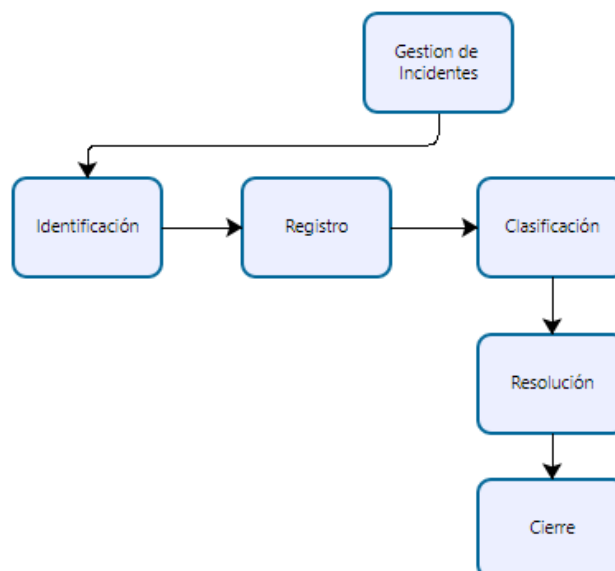 Gestion de
Incidentes
Identificación
Registro
Clasificación
Resolución
Cierre